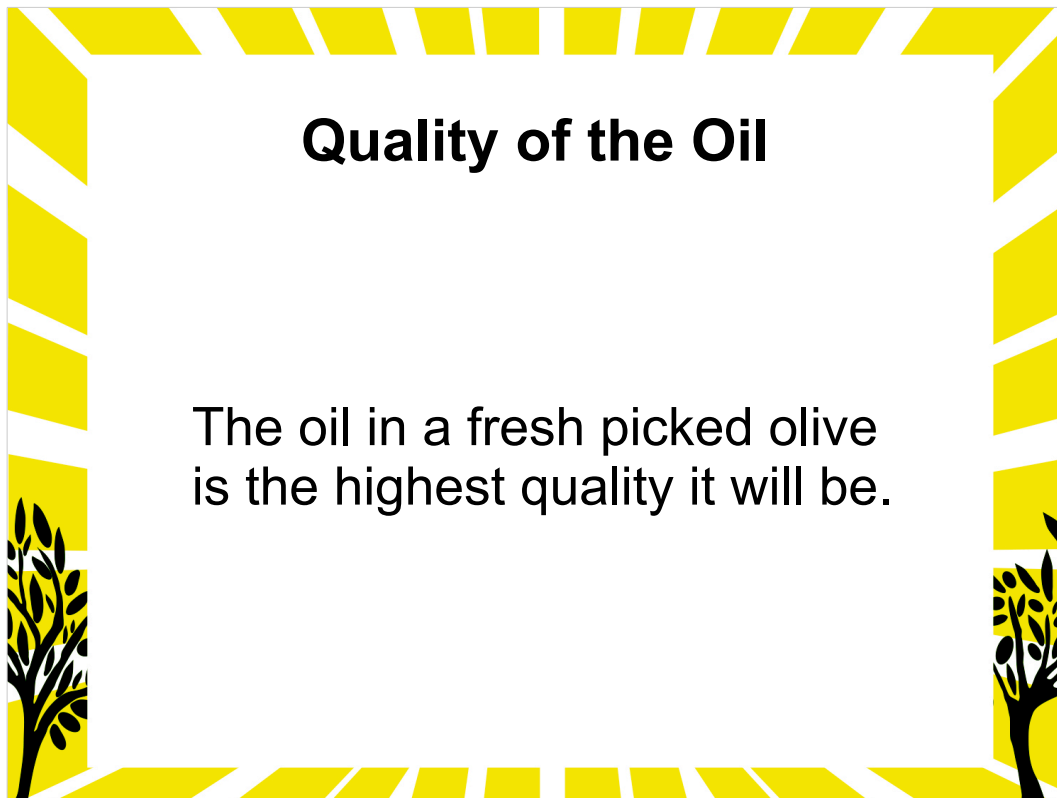 Quality of the Oil
The oil in a fresh picked olive
is the highest quality it will be.